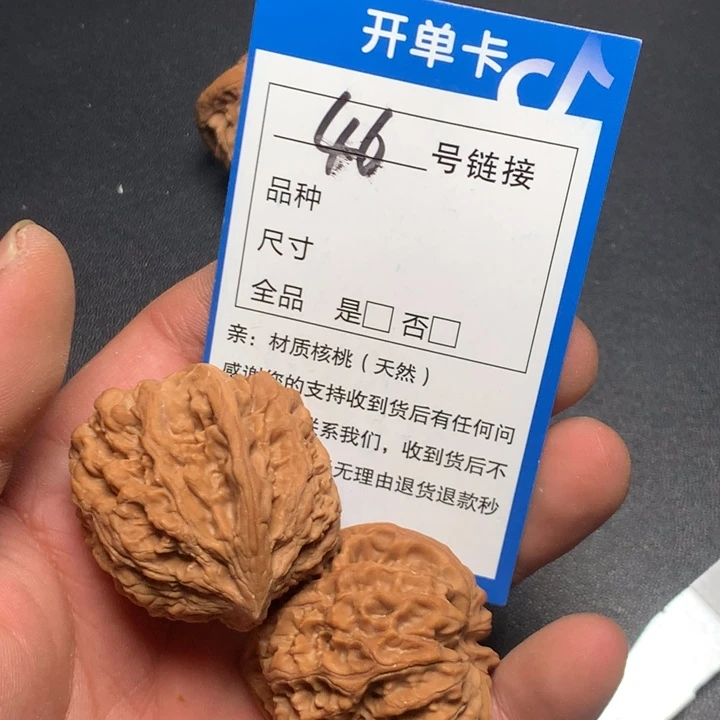 开单卡
46 号链接
品种
尺寸
全品 是□ 否□
亲：材质核桃（天然）
感谢您的支持收到货后有任何问
联系我们，收到货后不
无理由退货退款秒